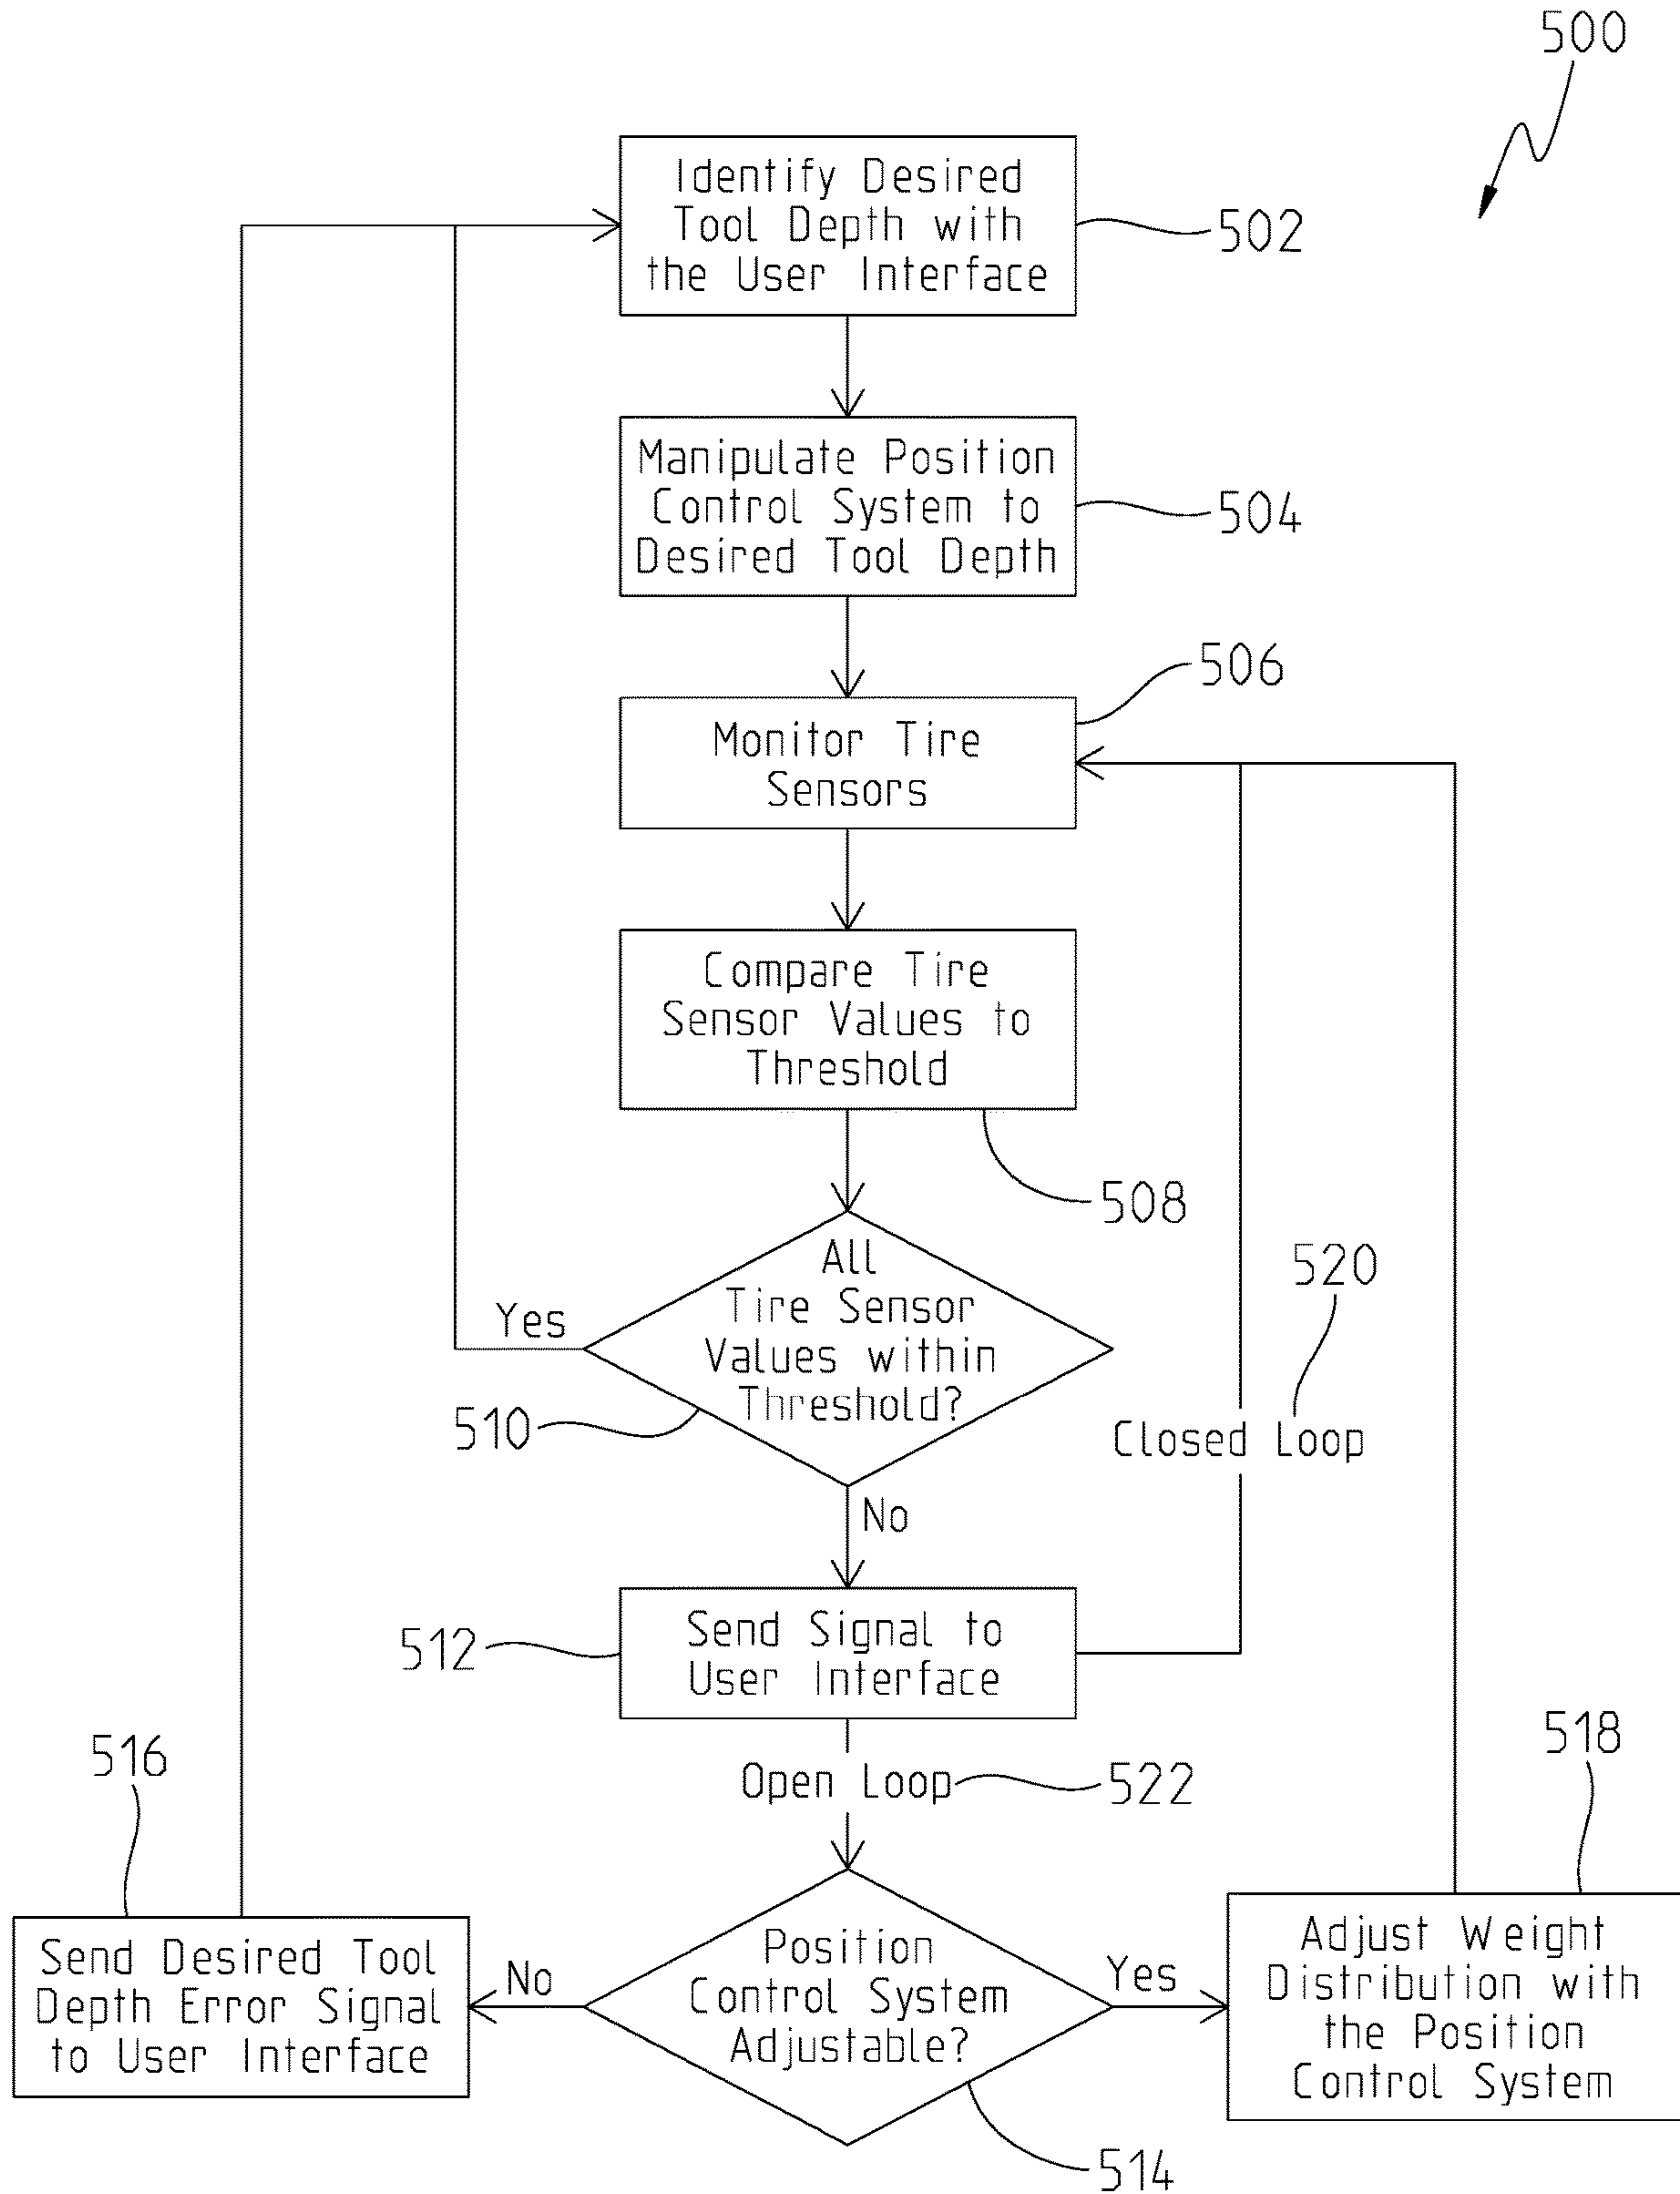 500
Identify Desired
Tool Depth with
the User Interface
502
Manipulate Position
Control System to
Desired Tool Depth
504
506
Monitor Tire
Sensors
Compare Tire
Sensor Values to
Threshold
508
All
Tire Sensor
Values within
Threshold?
Yes
510
520
Closed Loop
No
Send Signal to
User Interface
512
Open Loop
522
516
518
Send Desired Tool
Depth Error Signal
to User Interface
No
Position
Control System
Adjustable?
Yes
Adjust Weight
Distribution with
the Position
Control System
514